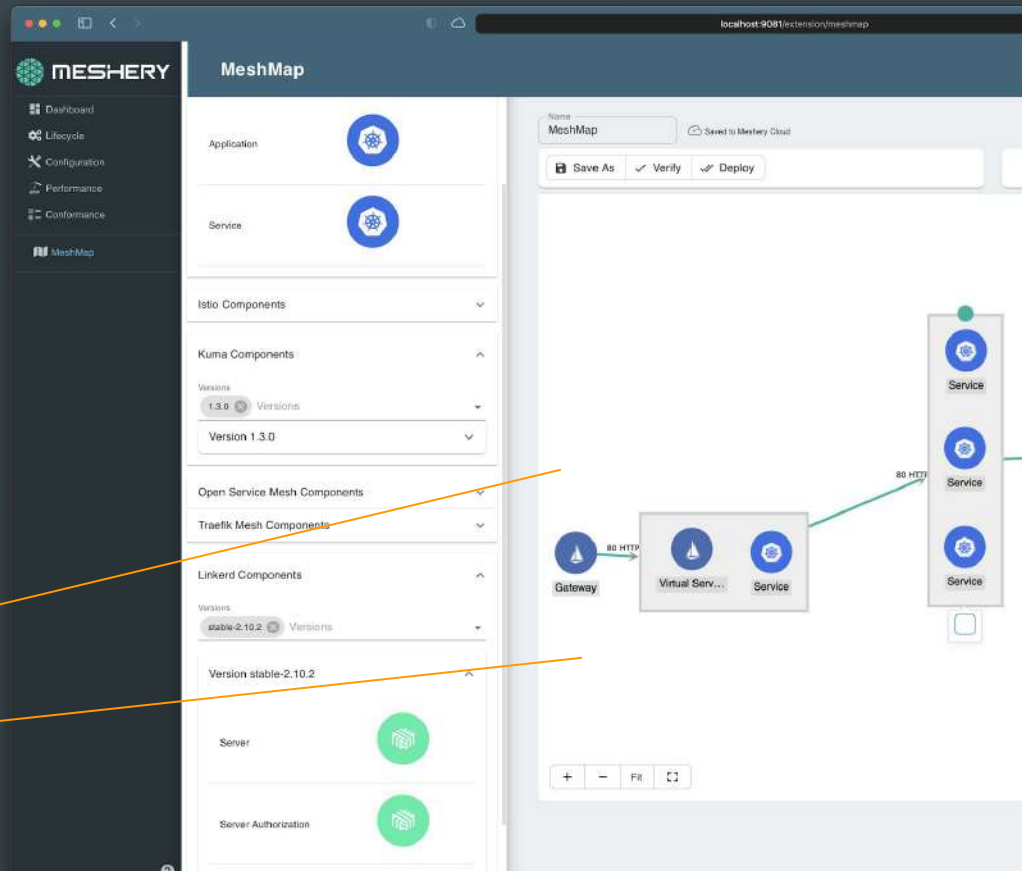 localhost:9081/extension/meshmap
MESHERY
MeshMap
Dashboard
Lifecycle
Configuration
Performance
Conformance
MeshMap
Application
Service
Istio Components
Kuma Components
Versions
1.3.0 Versions
Version 1.3.0
Open Service Mesh Components
Traefik Mesh Components
Linkerd Components
Versions
stable-2.10.2 Versions
Version stable-2.10.2
Server
Server Authorization
Name
MeshMap
Saved to Meshery Cloud
Save As Verify Deploy
Service
80 HTTP
Service
80 HTTP
Gateway
Virtual Serv...
Service
Service
+ − Fit